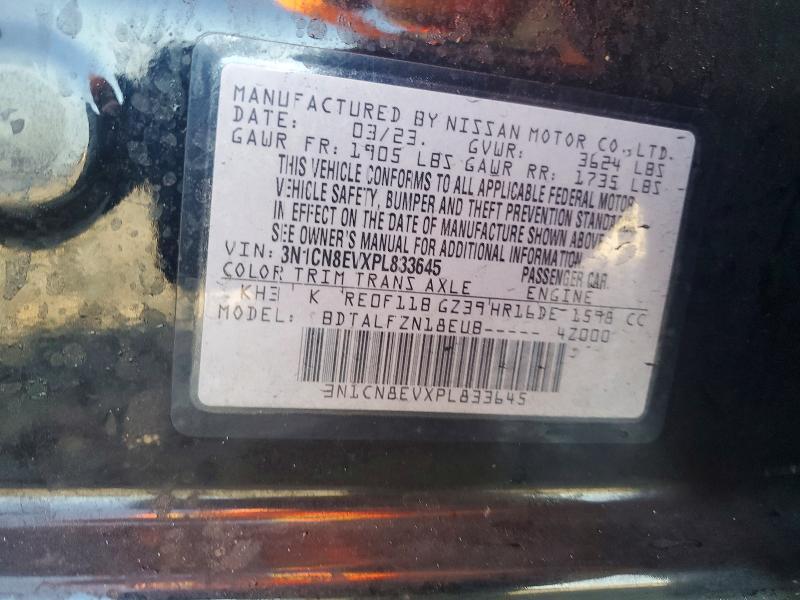 MANUFACTURED BY NISSAN MOTOR CO.,LTD.
DATE: 03/23. GVWR: 3624 LBS
GAWR FR: 1905 LBS GAWR RR: 1735 LBS
THIS VEHICLE CONFORMS TO ALL APPLICABLE FEDERAL MOTOR
VEHICLE SAFETY, BUMPER AND THEFT PREVENTION STANDARDS
IN EFFECT ON THE DATE OF MANUFACTURE SHOWN ABOVE.
SEE OWNER'S MANUAL FOR ADDITIONAL INFORMATION.
VIN: 3N1CN8EVXPL833645 PASSENGER CAR
COLOR TRIM TRANS AXLE ENGINE
KH3 K RE0F11B GZ39 HR16DE 1598 CC
MODEL: BDTALFZN18EUB----- 4Z000
3N1CN8EVXPL833645